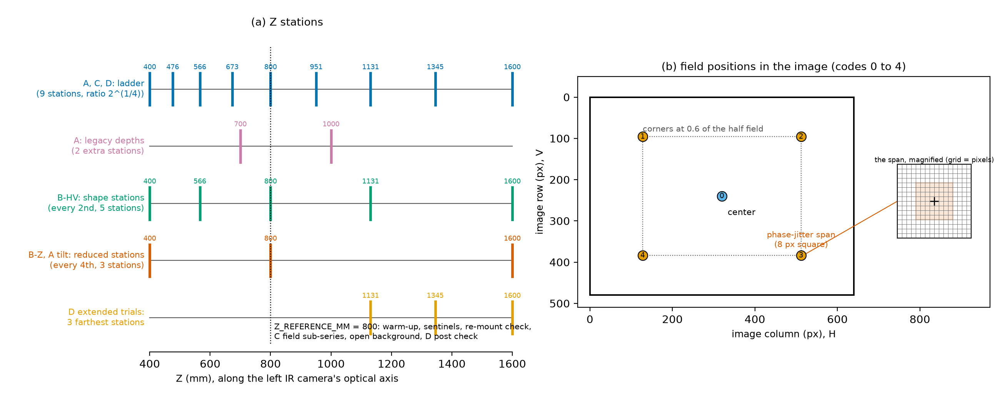 (a) Z stations
400 476 566 673 800 951 1131 1345 1600
A, C, D: ladder
(9 stations, ratio 2^(1/4))
700 1000
A: legacy depths
(2 extra stations)
400 566 800 1131 1600
B-HV: shape stations
(every 2nd, 5 stations)
400 800 1600
B-Z, A tilt: reduced stations
(every 4th, 3 stations)
1131 1345 1600
D extended trials:
3 farthest stations
Z_REFERENCE_MM = 800: warm-up, sentinels, re-mount check,
C field sub-series, open background, D post check
400 600 800 1000 1200 1400 1600
Z (mm), along the left IR camera's optical axis
(b) field positions in the image (codes 0 to 4)
0
100
200
300
400
500
image row (px), V
corners at 0.6 of the half field
1
2
0
center
the span, magnified (grid = pixels)
phase-jitter span
(8 px square)
4
3
0 200 400 600 800
image column (px), H